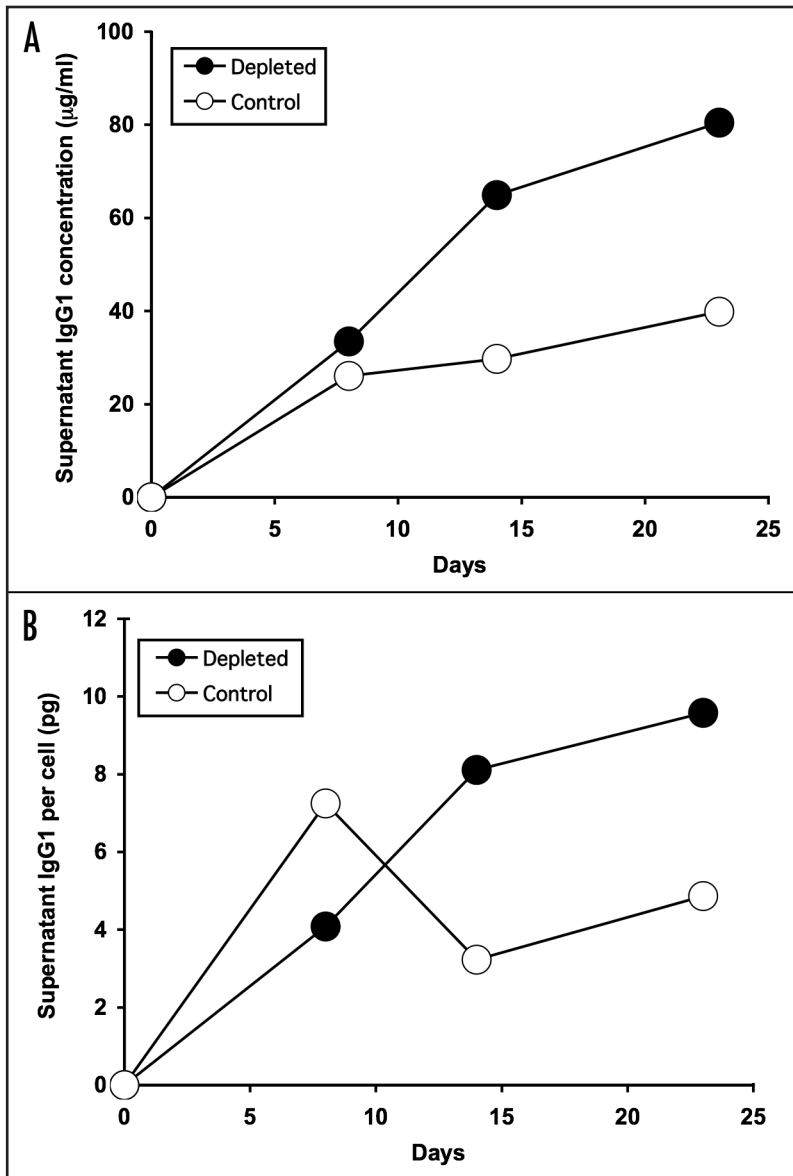 A
Supernatant IgG1 concentration (µg/ml)
100
80
60
40
20
0
Depleted
Control
0 5 10 15 20 25
Days
B
Supernatant IgG1 per cell (pg)
12
10
8
6
4
2
0
Depleted
Control
0 5 10 15 20 25
Days